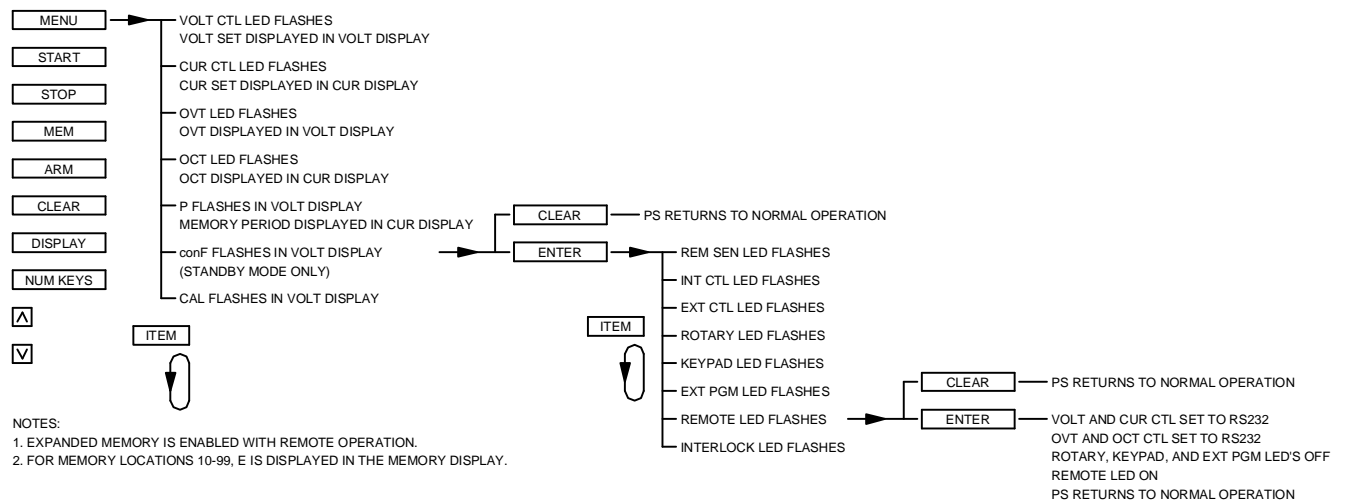 MENU
START
STOP
MEM
ARM
CLEAR
DISPLAY
NUM KEYS
VOLT CTL LED FLASHES
VOLT SET DISPLAYED IN VOLT DISPLAY
CUR CTL LED FLASHES
CUR SET DISPLAYED IN CUR DISPLAY
OVT LED FLASHES
OVT DISPLAYED IN VOLT DISPLAY
OCT LED FLASHES
OCT DISPLAYED IN CUR DISPLAY
P FLASHES IN VOLT DISPLAY
MEMORY PERIOD DISPLAYED IN CUR DISPLAY
conF FLASHES IN VOLT DISPLAY
(STANDBY MODE ONLY)
CAL FLASHES IN VOLT DISPLAY
ITEM
CLEAR
PS RETURNS TO NORMAL OPERATION
ENTER
REM SEN LED FLASHES
INT CTL LED FLASHES
EXT CTL LED FLASHES
ROTARY LED FLASHES
KEYPAD LED FLASHES
EXT PGM LED FLASHES
REMOTE LED FLASHES
INTERLOCK LED FLASHES
ITEM
CLEAR
PS RETURNS TO NORMAL OPERATION
ENTER
VOLT AND CUR CTL SET TO RS232
OVT AND OCT CTL SET TO RS232
ROTARY, KEYPAD, AND EXT PGM LED'S OFF
REMOTE LED ON
PS RETURNS TO NORMAL OPERATION
NOTES:
1. EXPANDED MEMORY IS ENABLED WITH REMOTE OPERATION.
2. FOR MEMORY LOCATIONS 10-99, E IS DISPLAYED IN THE MEMORY DISPLAY.